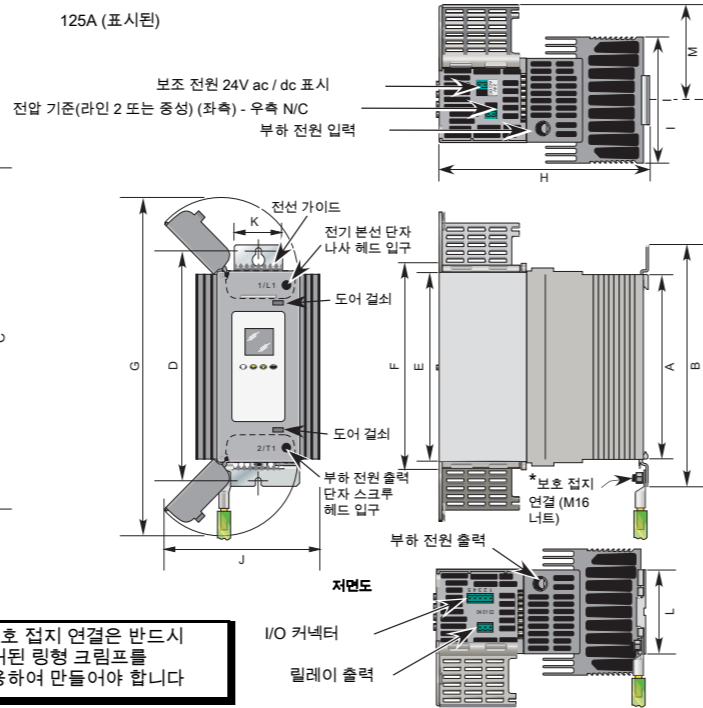 125A (표시된)
M
보조 전원 24V ac / dc 표시
전압 기준(라인 2 또는 중성) (좌측) - 우측 N/C
부하 전원 입력
I
H
전선 가이드
K
전기 본선 단자
나사 헤드 입구
1/L1
도어 걸쇠
G
D
F
E
A
B
도어 걸쇠
2/T1
부하 전원 출력
단자 스크루
헤드 입구
*보호 접지
연결 (M16
너트)
J
부하 전원 출력
저면도
L
I/O 커넥터
릴레이 출력
호 접지 연결은 반드시
된 링형 크림프를
하여 만들어야 합니다